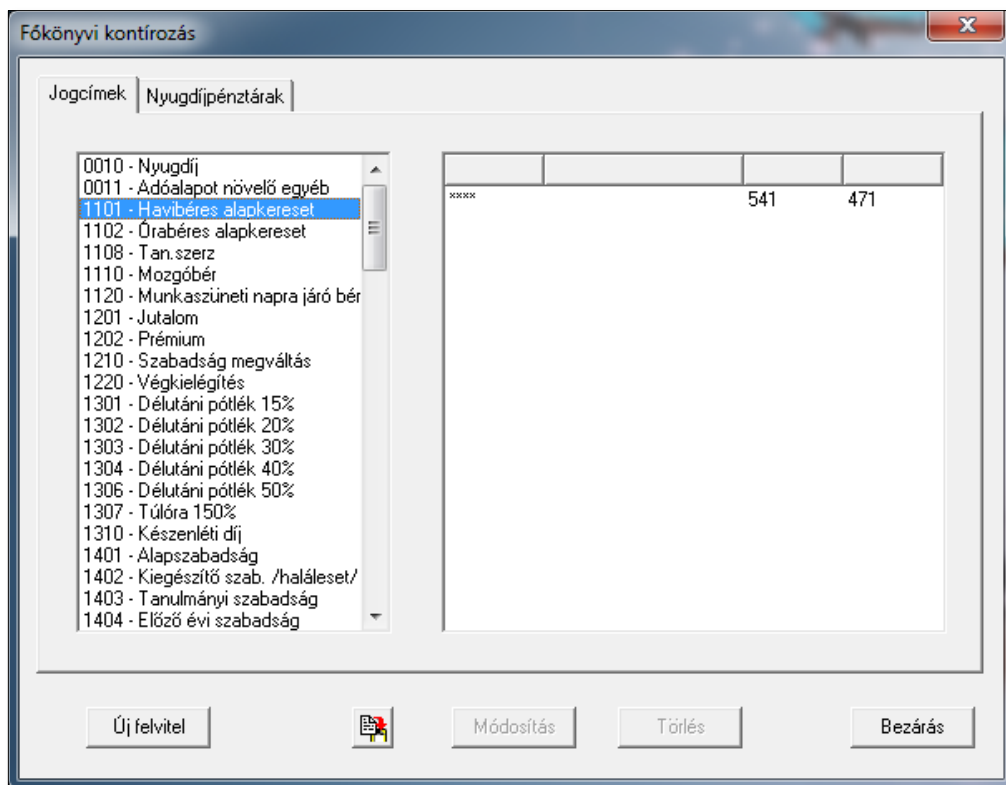 Főkönyvi kontírozás
Jogcímek
Nyugdíjpénztárak
0010 - Nyugdíj
0011 - Adóalapot növelő egyéb
1101 - Havibéres alapkereset
1102 - Órabéres alapkereset
1108 - Tan.szerz
1110 - Mozgóbér
1120 - Munkaszüneti napra járó bér
1201 - Jutalom
1202 - Prémium
1210 - Szabadság megváltás
1220 - Végkielégítés
1301 - Délutáni pótlék 15%
1302 - Délutáni pótlék 20%
1303 - Délutáni pótlék 30%
1304 - Délutáni pótlék 40%
1306 - Délutáni pótlék 50%
1307 - Túlóra 150%
1310 - Készenléti díj
1401 - Alapszabadság
1402 - Kiegészítő szab. /haláleset/
1403 - Tanulmányi szabadság
1404 - Előző évi szabadság
**** 541 471
Új felvitel
Módosítás
Törlés
Bezárás